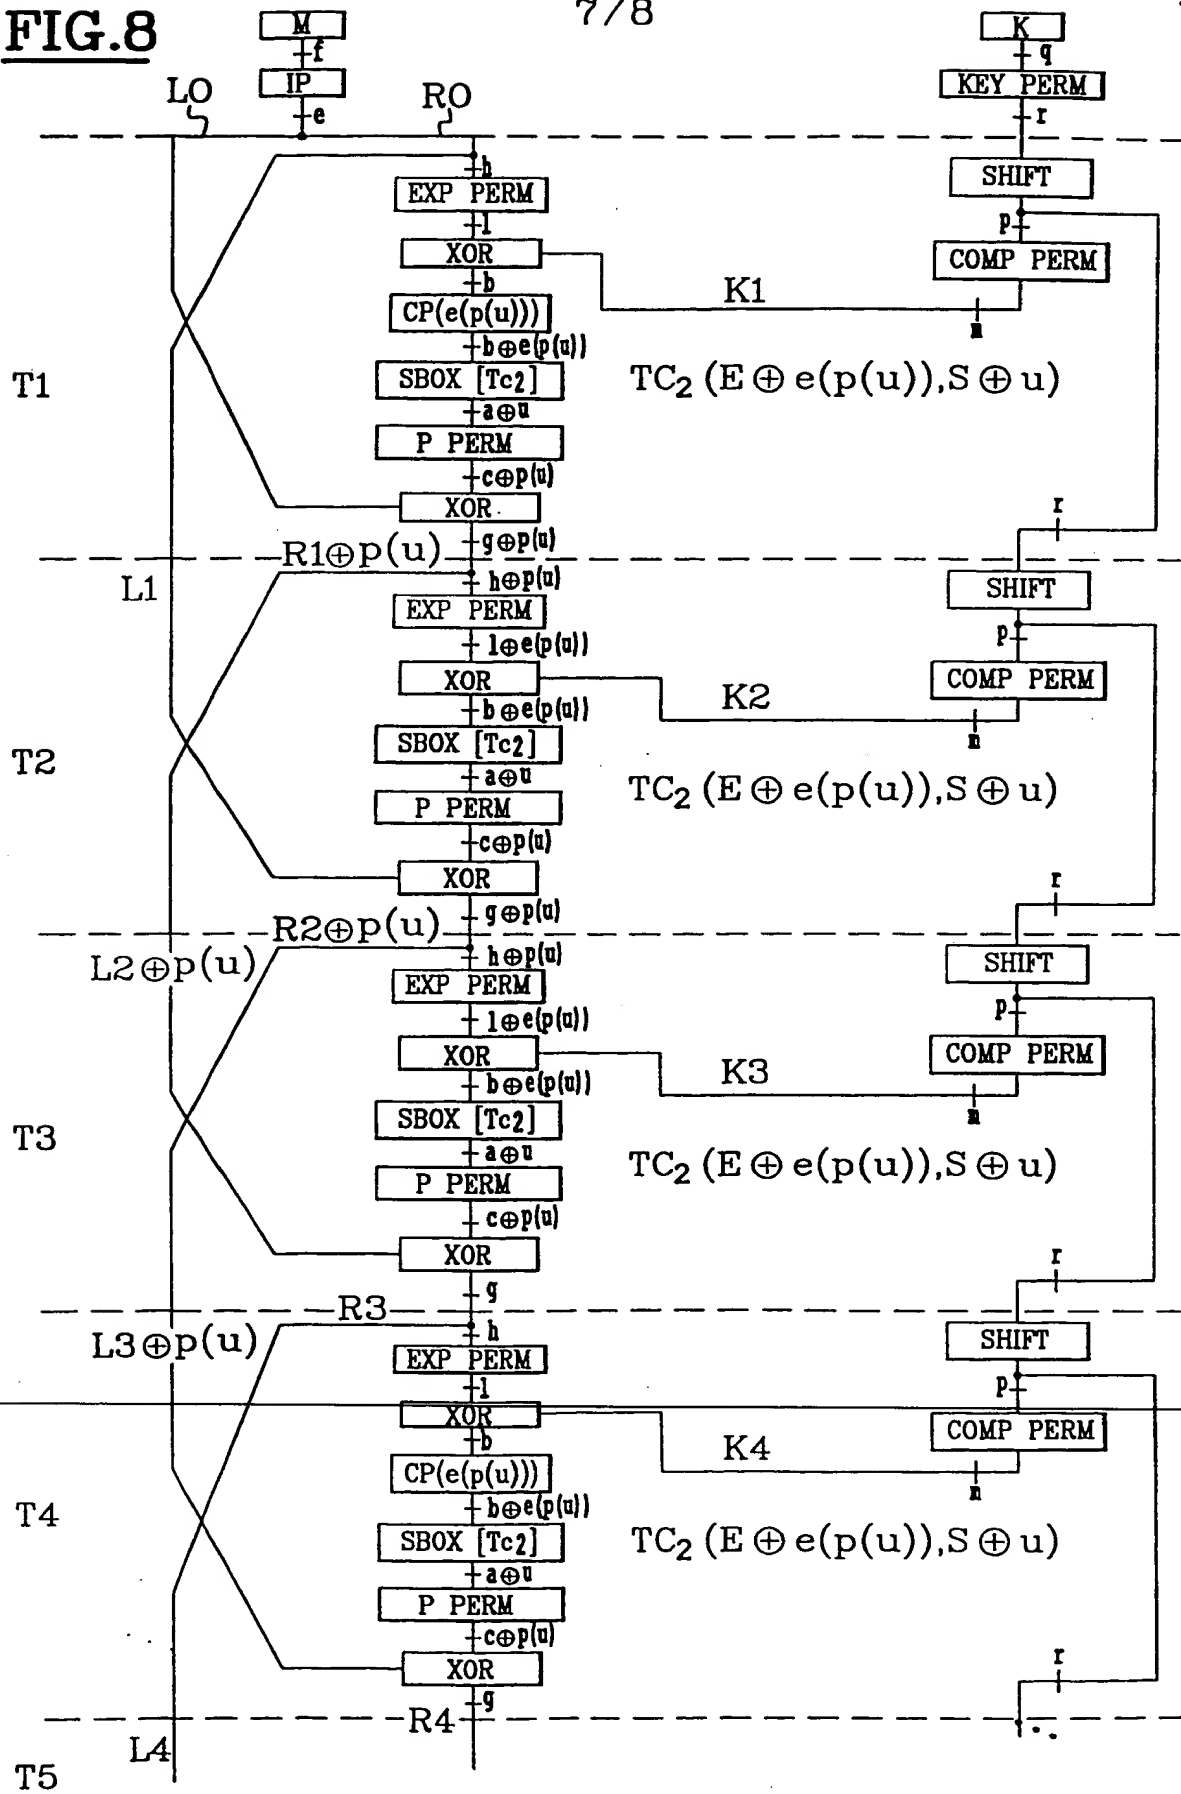 FIG.8
7/8
M
f
IP
e
LO
RO
K
q
KEY PERM
r
h
EXP PERM
l
XOR
b
CP(e(p(u)))
b⊕e(p(u))
SBOX [Tc2]
a⊕u
P PERM
c⊕p(u)
XOR
g⊕p(u)
SHIFT
p
COMP PERM
K1
m
T1
TC₂(E⊕e(p(u)),S⊕u)
r
R1⊕p(u)
L1
h⊕p(u)
EXP PERM
l⊕e(p(u))
XOR
b⊕e(p(u))
SBOX [Tc2]
a⊕u
P PERM
c⊕p(u)
XOR
g⊕p(u)
SHIFT
p
COMP PERM
K2
m
T2
TC₂(E⊕e(p(u)),S⊕u)
r
R2⊕p(u)
L2⊕p(u)
h⊕p(u)
EXP PERM
l⊕e(p(u))
XOR
b⊕e(p(u))
SBOX [Tc2]
a⊕u
P PERM
c⊕p(u)
XOR
g
SHIFT
p
COMP PERM
K3
m
T3
TC₂(E⊕e(p(u)),S⊕u)
r
R3
L3⊕p(u)
h
EXP PERM
l
XOR
b
CP(e(p(u)))
b⊕e(p(u))
SBOX [Tc2]
a⊕u
P PERM
c⊕p(u)
XOR
g
SHIFT
p
COMP PERM
K4
m
T4
TC₂(E⊕e(p(u)),S⊕u)
r
R4
L4
T5